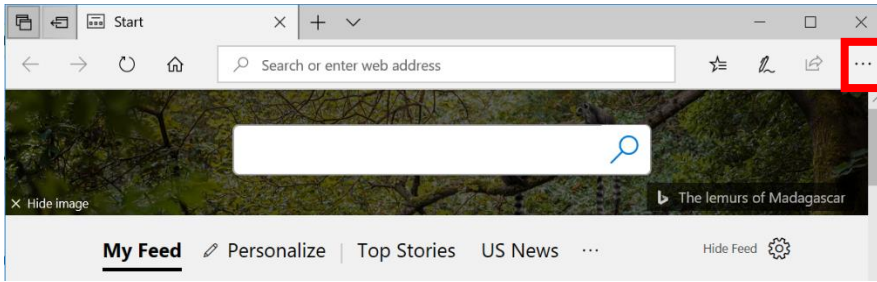 Start
Search or enter web address
The lemurs of Madagascar
Hide image
My Feed Personalize Top Stories US News ... Hide Feed